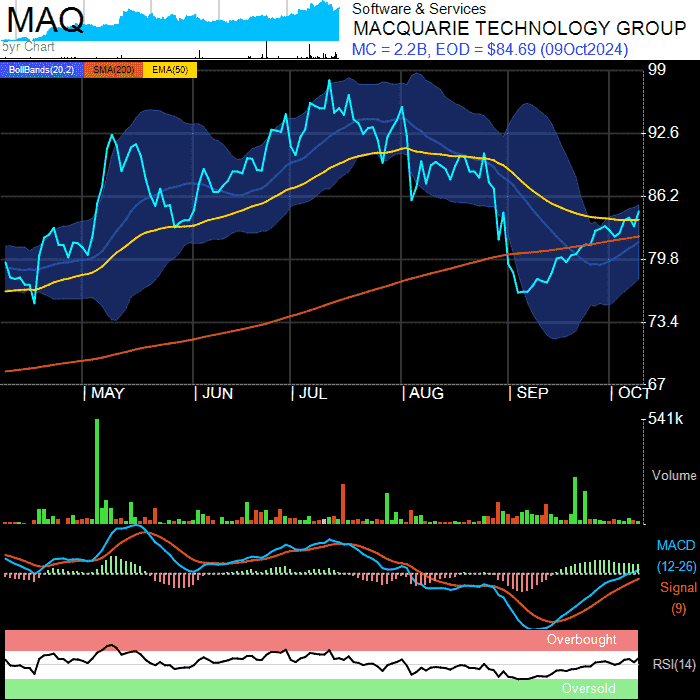 MAQ
5yr Chart
Software & Services
MACQUARIE TECHNOLOGY GROUP
MC = 2.2B, EOD = $84.69 (09Oct2024)
BollBands(20,2) SMA(200) EMA(50)
99
92.6
86.2
79.8
73.4
67
MAY JUN JUL AUG SEP OCT
541k
Volume
MACD
(12-26)
Signal
(9)
Overbought
RSI(14)
Oversold